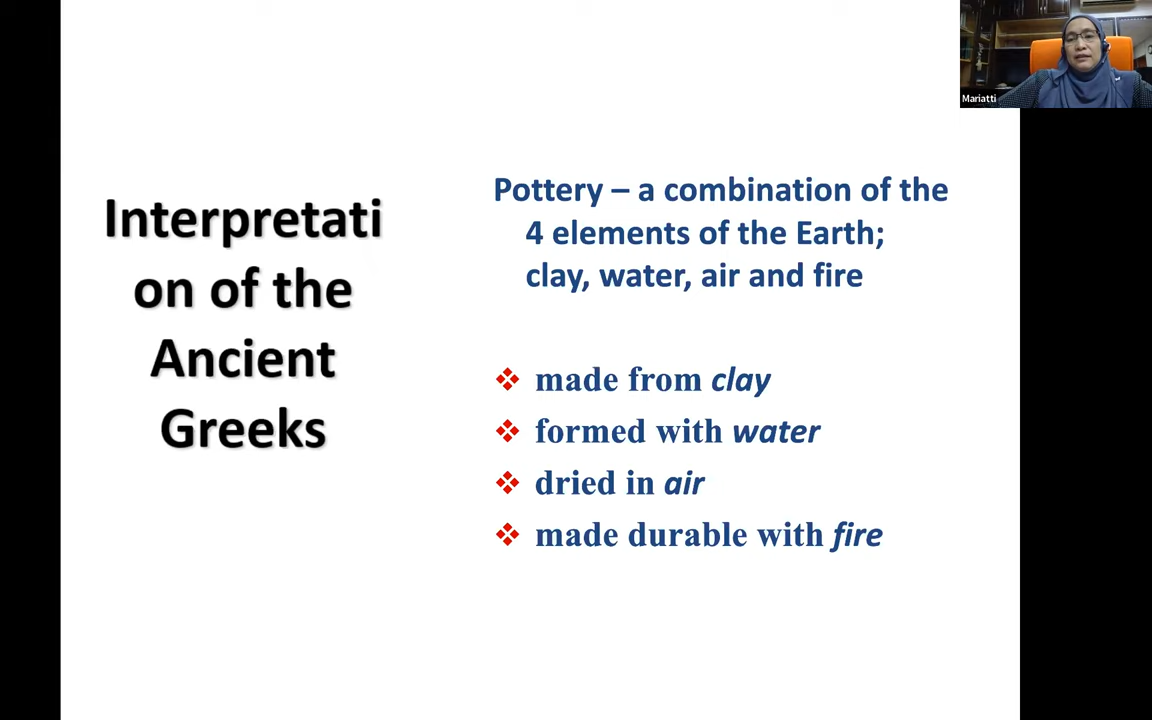 Mariatti
Interpretati
on of the
Ancient
Greeks
Pottery – a combination of the
4 elements of the Earth;
clay, water, air and fire
made from clay
formed with water
dried in air
made durable with fire